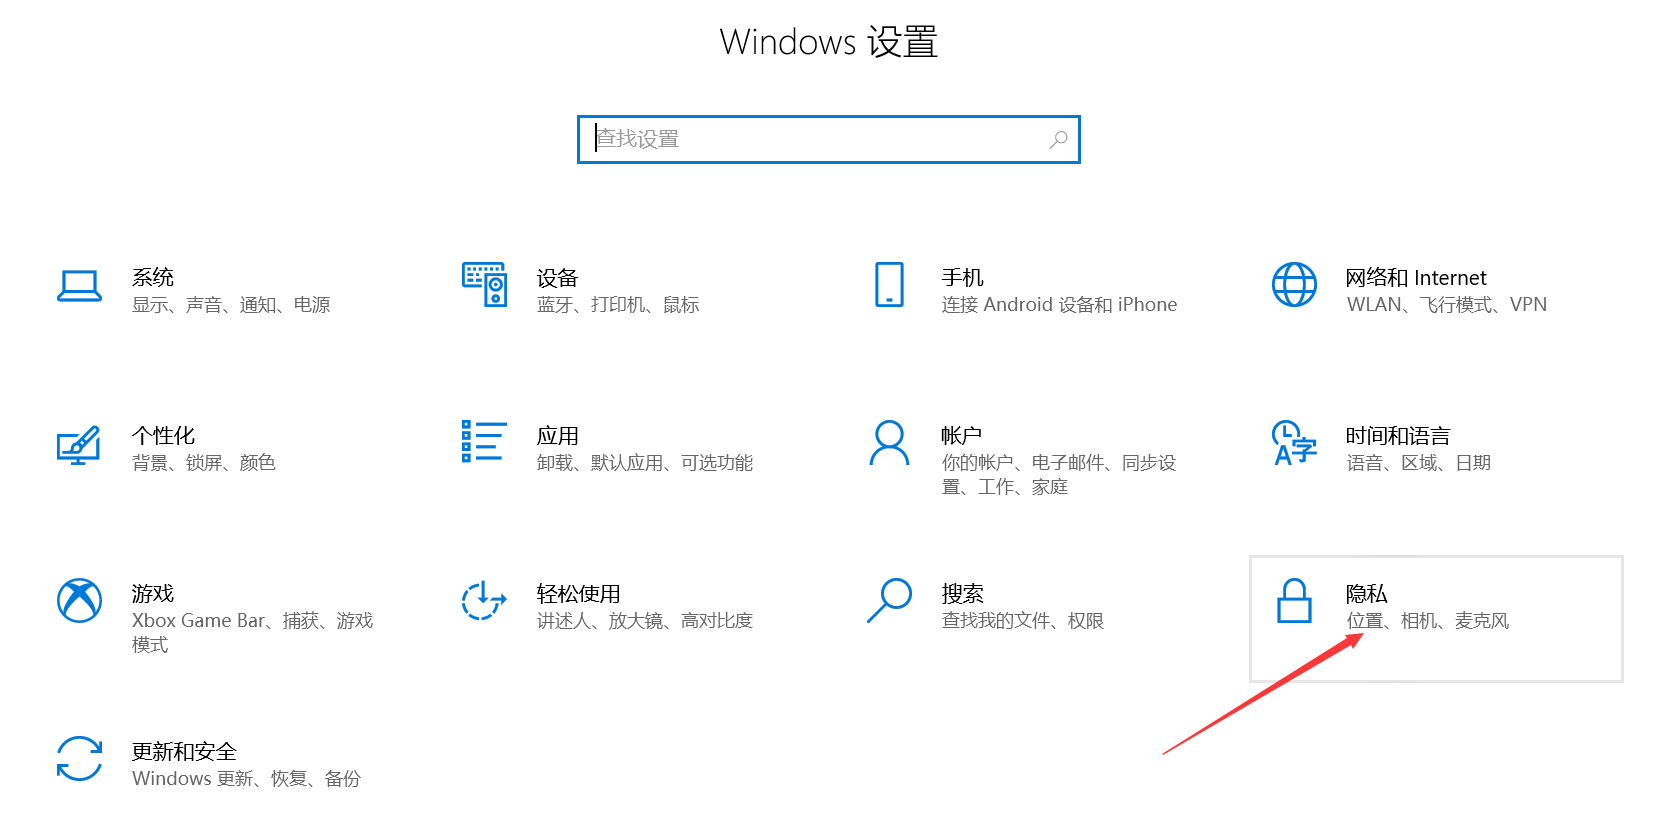 Windows 设置
查找设置
系统
显示、声音、通知、电源
设备
蓝牙、打印机、鼠标
手机
连接 Android 设备和 iPhone
网络和 Internet
WLAN、飞行模式、VPN
个性化
背景、锁屏、颜色
应用
卸载、默认应用、可选功能
帐户
你的帐户、电子邮件、同步设
置、工作、家庭
时间和语言
语音、区域、日期
游戏
Xbox Game Bar、捕获、游戏
模式
轻松使用
讲述人、放大镜、高对比度
搜索
查找我的文件、权限
隐私
位置、相机、麦克风
更新和安全
Windows 更新、恢复、备份